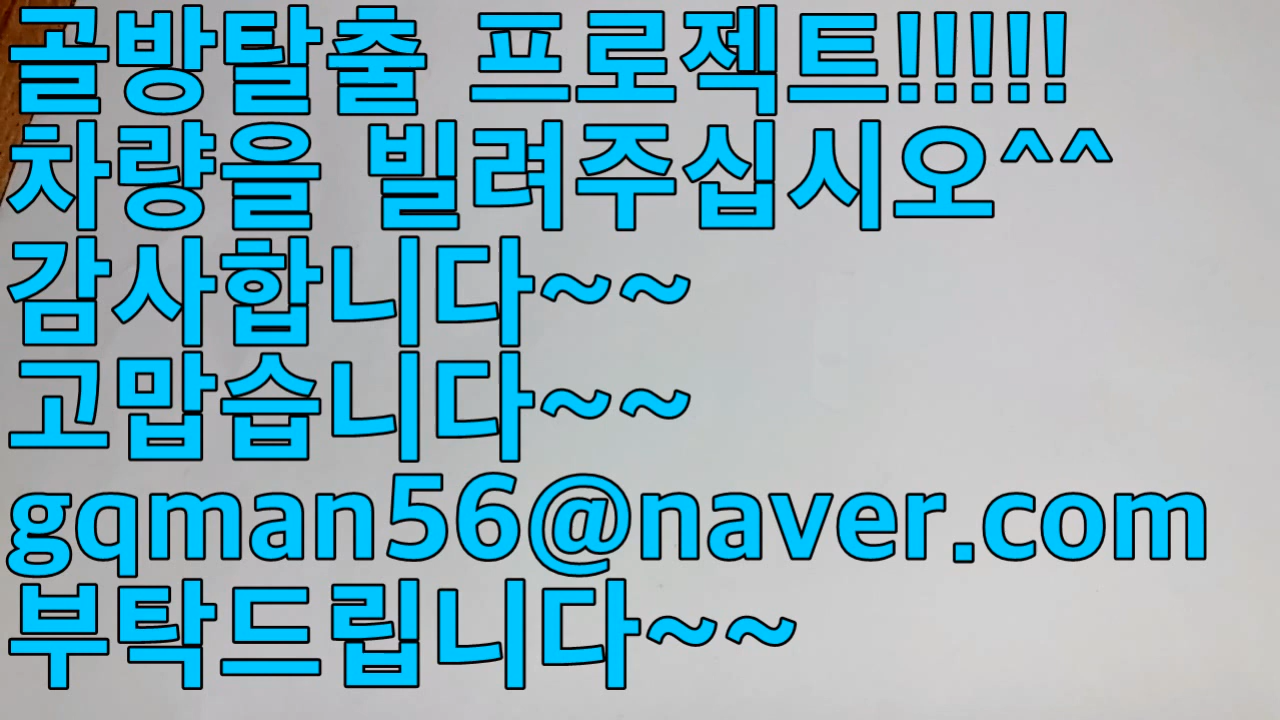 골방탈출 프로젝트!!!!!
차량을 빌려주십시오^^
감사합니다~~
고맙습니다~~
gqman56@naver.com
부탁드립니다~~